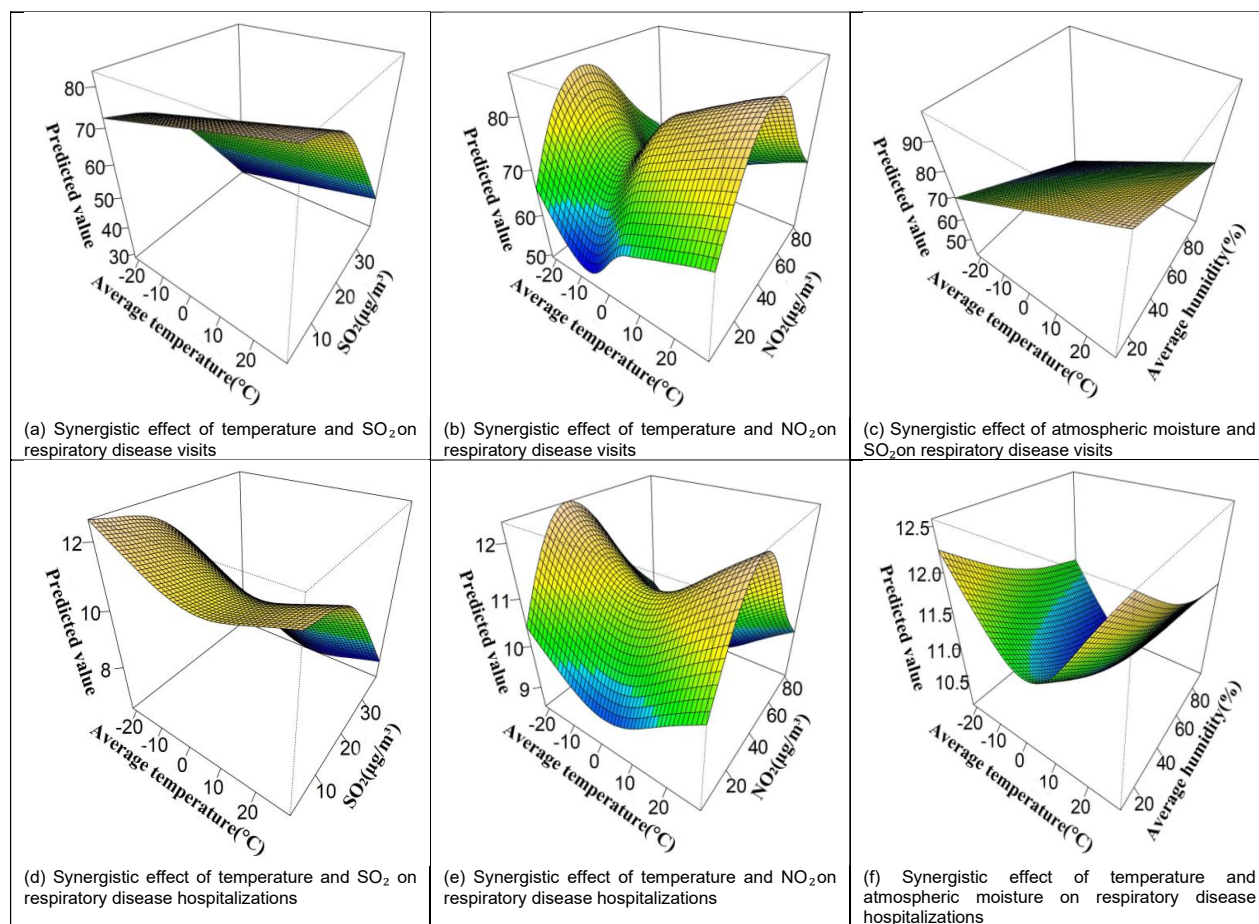 80
70
60
50
40
30
Predicted value
-20
-10
0
10
20
Average temperature(°C)
10
20
30
SO₂(μg/m³)
(a) Synergistic effect of temperature and SO₂on
respiratory disease visits
80
70
60
50
Predicted value
-20
-10
0
10
20
Average temperature(°C)
20
40
60
80
NO₂(μg/m³)
(b) Synergistic effect of temperature and NO₂on
respiratory disease visits
90
80
70
60
50
Predicted value
-20
-10
0
10
20
Average temperature(°C)
20
40
60
80
Average humidity(%)
(c) Synergistic effect of atmospheric moisture and
SO₂on respiratory disease visits
12
10
8
Predicted value
-20
-10
0
10
20
Average temperature(°C)
10
20
30
SO₂(μg/m³)
(d) Synergistic effect of temperature and SO₂ on
respiratory disease hospitalizations
12
11
10
9
Predicted value
-20
-10
0
10
20
Average temperature(°C)
20
40
60
80
NO₂(μg/m³)
(e) Synergistic effect of temperature and NO₂on
respiratory disease hospitalizations
12.5
12.0
11.5
11.0
10.5
Predicted value
-20
-10
0
10
20
Average temperature(°C)
20
40
60
80
Average humidity(%)
(f) Synergistic effect of temperature and
atmospheric moisture on respiratory disease
hospitalizations